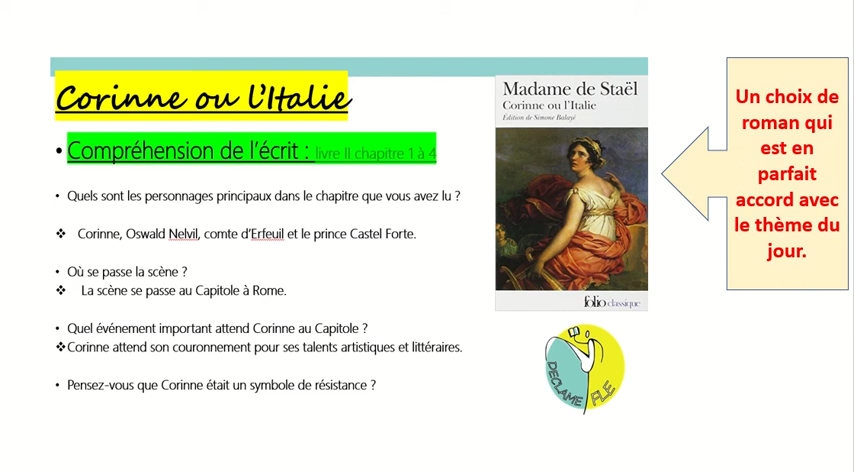 Corinne ou l'Italie
• Compréhension de l'écrit : livre II chapitre 1 à 4
• Quels sont les personnages principaux dans le chapitre que vous avez lu ?
❖ Corinne, Oswald Nelvil, comte d'Erfeuil et le prince Castel Forte.
• Où se passe la scène ?
❖ La scène se passe au Capitole à Rome.
• Quel événement important attend Corinne au Capitole ?
❖Corinne attend son couronnement pour ses talents artistiques et littéraires.
• Pensez-vous que Corinne était un symbole de résistance ?
Madame de Staël
Corinne ou l'Italie
Édition de Simone Balayé
folio classique
DECLAME FLE
Un choix de
roman qui
est en
parfait
accord avec
le thème du
jour.